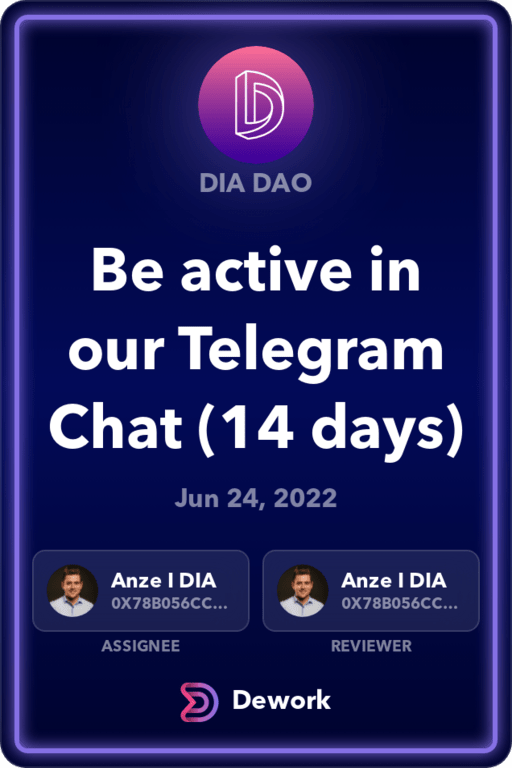 DIA DAO
Be active in
our Telegram
Chat (14 days)
Jun 24, 2022
Anze I DIA
0X78B056CC...
ASSIGNEE
Anze I DIA
0X78B056CC...
REVIEWER
Dework